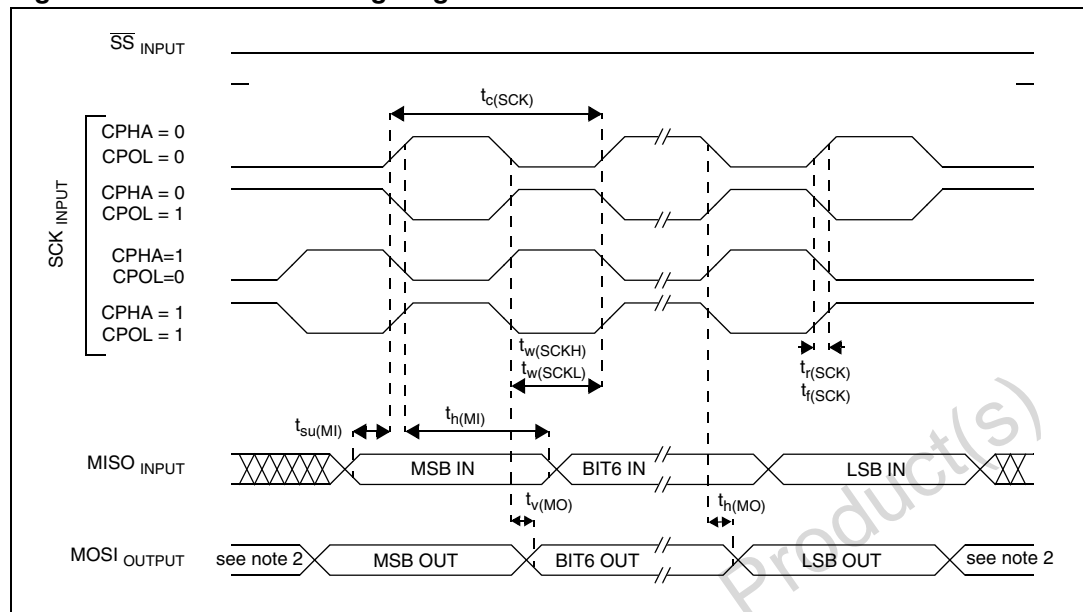 SS INPUT
tc(SCK)
SCK INPUT
CPHA = 0
CPOL = 0
CPHA = 0
CPOL = 1
CPHA=1
CPOL=0
CPHA = 1
CPOL = 1
tw(SCKH)
tw(SCKL)
tr(SCK)
tf(SCK)
tsu(MI)
th(MI)
MISO INPUT
MSB IN
BIT6 IN
LSB IN
tv(MO)
th(MO)
MOSI OUTPUT
see note 2
MSB OUT
BIT6 OUT
LSB OUT
see note 2
Product(s)